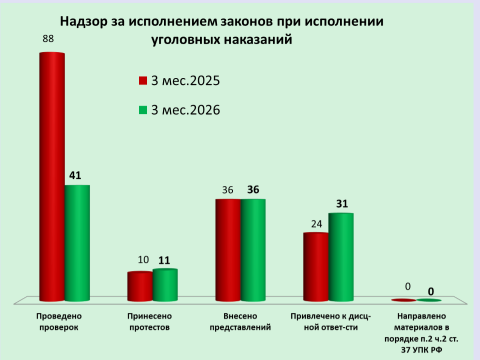 Надзор за исполнением законов при исполнении
уголовных наказаний
88
3 мес.2025
3 мес.2026
41
10
11
36
36
24
31
0
0
Проведено
проверок
Принесено
протестов
Внесено
представлений
Привлечено к дисц-
ной ответ-сти
Направлено
материалов в
порядке п.2 ч.2 ст.
37 УПК РФ